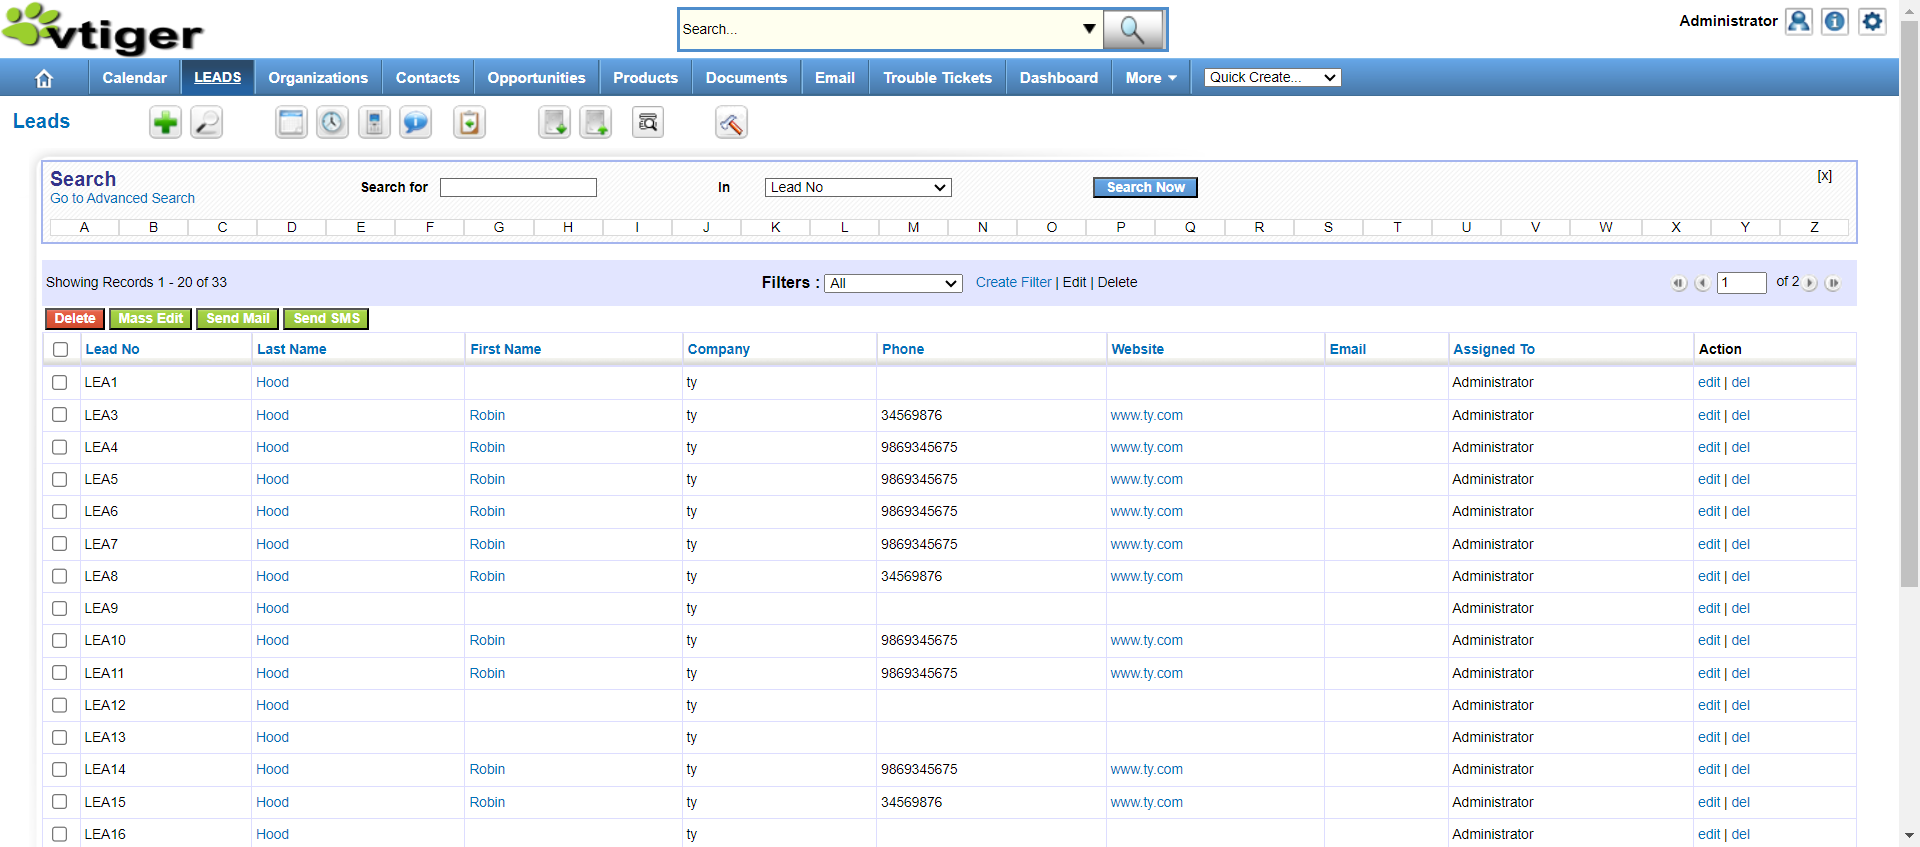 vtiger
Search...
Administrator
Calendar LEADS Organizations Contacts Opportunities Products Documents Email Trouble Tickets Dashboard More Quick Create...
Leads
Search
Go to Advanced Search
Search for In Lead No Search Now [x]
A B C D E F G H I J K L M N O P Q R S T U V W X Y Z
Showing Records 1 - 20 of 33 Filters : All Create Filter | Edit | Delete 1 of 2
Delete Mass Edit Send Mail Send SMS
Lead No Last Name First Name Company Phone Website Email Assigned To Action
LEA1 Hood ty Administrator edit | del
LEA3 Hood Robin ty 34569876 www.ty.com Administrator edit | del
LEA4 Hood Robin ty 9869345675 www.ty.com Administrator edit | del
LEA5 Hood Robin ty 9869345675 www.ty.com Administrator edit | del
LEA6 Hood Robin ty 9869345675 www.ty.com Administrator edit | del
LEA7 Hood Robin ty 9869345675 www.ty.com Administrator edit | del
LEA8 Hood Robin ty 34569876 www.ty.com Administrator edit | del
LEA9 Hood ty Administrator edit | del
LEA10 Hood Robin ty 9869345675 www.ty.com Administrator edit | del
LEA11 Hood Robin ty 9869345675 www.ty.com Administrator edit | del
LEA12 Hood ty Administrator edit | del
LEA13 Hood ty Administrator edit | del
LEA14 Hood Robin ty 9869345675 www.ty.com Administrator edit | del
LEA15 Hood Robin ty 34569876 www.ty.com Administrator edit | del
LEA16 Hood ty Administrator edit | del